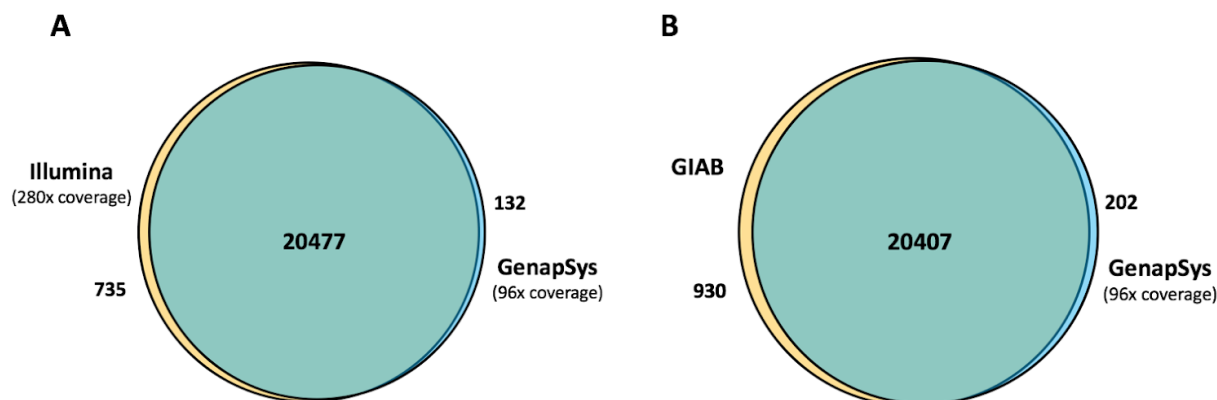 A
Illumina
(280x coverage)
735
20477
132
GenapSys
(96x coverage)
B
GIAB
930
20407
202
GenapSys
(96x coverage)